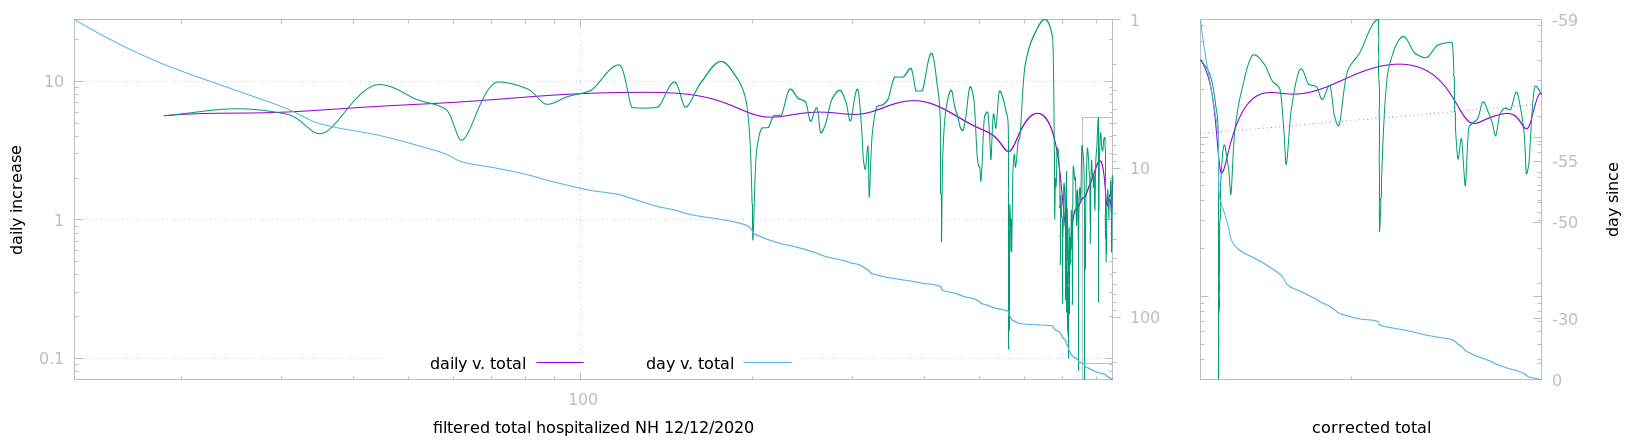 daily increase
10
1
0.1
daily v. total
day v. total
100
filtered total hospitalized NH 12/12/2020
1
10
100
-59
-55
-50
-30
0
day since
corrected total